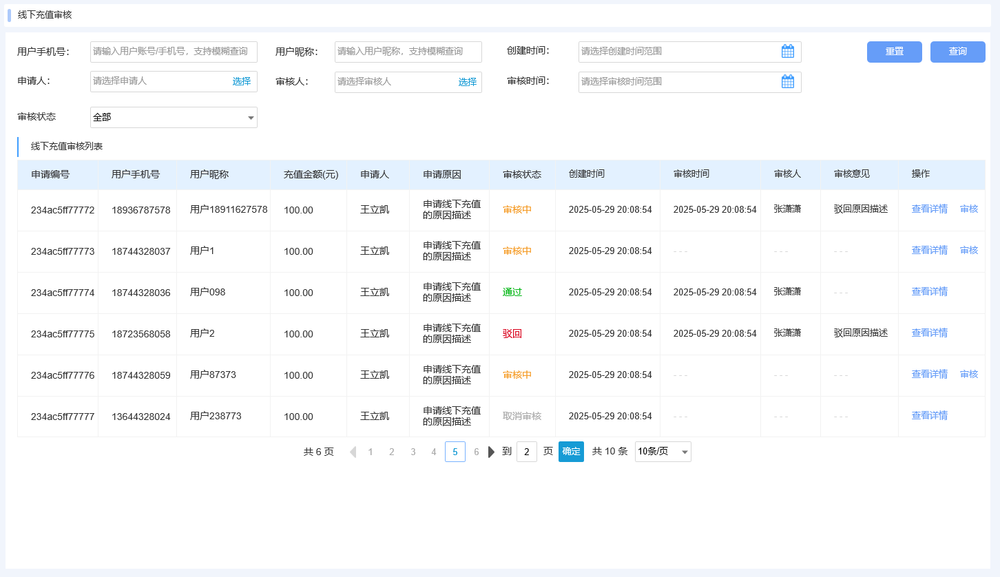 线下充值审核
用户手机号： 请输入用户账号/手机号，支持模糊查询 用户昵称： 请输入用户昵称，支持模糊查询 创建时间： 请选择创建时间范围 重置 查询
申请人： 请选择申请人 选择 审核人： 请选择审核人 选择 审核时间： 请选择审核时间范围
审核状态 全部
线下充值审核列表
申请编号 用户手机号 用户昵称 充值金额(元) 申请人 申请原因 审核状态 创建时间 审核时间 审核人 审核意见 操作
234ac5ff77772 18936787578 用户18911627578 100.00 王立凯 申请线下充值的原因描述 审核中 2025-05-29 20:08:54 2025-05-29 20:08:54 张潇潇 驳回原因描述 查看详情 审核
234ac5ff77773 18744328037 用户1 100.00 王立凯 申请线下充值的原因描述 审核中 2025-05-29 20:08:54 - - - - - - - - - 查看详情 审核
234ac5ff77774 18744328036 用户098 100.00 王立凯 申请线下充值的原因描述 通过 2025-05-29 20:08:54 2025-05-29 20:08:54 张潇潇 - - - 查看详情
234ac5ff77775 18723568058 用户2 100.00 王立凯 申请线下充值的原因描述 驳回 2025-05-29 20:08:54 2025-05-29 20:08:54 张潇潇 驳回原因描述 查看详情
234ac5ff77776 18744328059 用户87373 100.00 王立凯 申请线下充值的原因描述 审核中 2025-05-29 20:08:54 - - - - - - - - - 查看详情 审核
234ac5ff77777 13644328024 用户238773 100.00 王立凯 申请线下充值的原因描述 取消审核 2025-05-29 20:08:54 - - - - - - - - - 查看详情
共 6 页 1 2 3 4 5 6 到 2 页 确定 共 10 条 10条/页